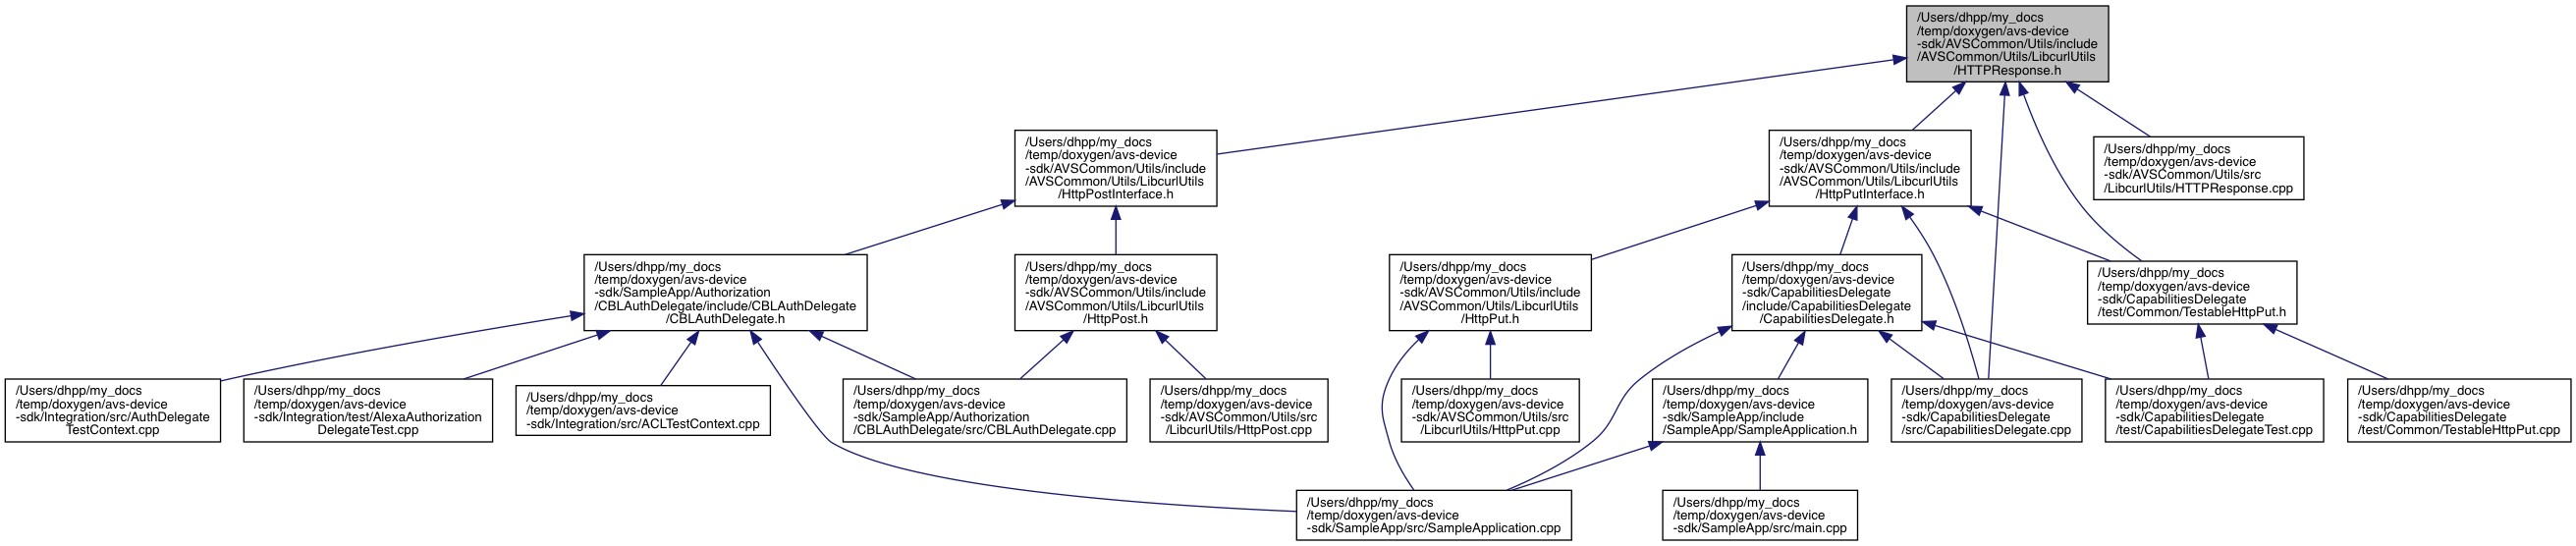 /Users/dhpp/my_docs
/temp/doxygen/avs-device
-sdk/AVSCommon/Utils/include
/AVSCommon/Utils/LibcurlUtils
/HTTPResponse.h
/Users/dhpp/my_docs
/temp/doxygen/avs-device
-sdk/AVSCommon/Utils/include
/AVSCommon/Utils/LibcurlUtils
/HttpPostInterface.h
/Users/dhpp/my_docs
/temp/doxygen/avs-device
-sdk/AVSCommon/Utils/include
/AVSCommon/Utils/LibcurlUtils
/HttpPutInterface.h
/Users/dhpp/my_docs
/temp/doxygen/avs-device
-sdk/AVSCommon/Utils/src
/LibcurlUtils/HTTPResponse.cpp
/Users/dhpp/my_docs
/temp/doxygen/avs-device
-sdk/SampleApp/Authorization
/CBLAuthDelegate/include/CBLAuthDelegate
/CBLAuthDelegate.h
/Users/dhpp/my_docs
/temp/doxygen/avs-device
-sdk/AVSCommon/Utils/include
/AVSCommon/Utils/LibcurlUtils
/HttpPost.h
/Users/dhpp/my_docs
/temp/doxygen/avs-device
-sdk/AVSCommon/Utils/include
/AVSCommon/Utils/LibcurlUtils
/HttpPut.h
/Users/dhpp/my_docs
/temp/doxygen/avs-device
-sdk/CapabilitiesDelegate
/include/CapabilitiesDelegate
/CapabilitiesDelegate.h
/Users/dhpp/my_docs
/temp/doxygen/avs-device
-sdk/CapabilitiesDelegate
/test/Common/TestableHttpPut.h
/Users/dhpp/my_docs
/temp/doxygen/avs-device
-sdk/Integration/src/AuthDelegate
TestContext.cpp
/Users/dhpp/my_docs
/temp/doxygen/avs-device
-sdk/Integration/test/AlexaAuthorization
DelegateTest.cpp
/Users/dhpp/my_docs
/temp/doxygen/avs-device
-sdk/Integration/src/ACLTestContext.cpp
/Users/dhpp/my_docs
/temp/doxygen/avs-device
-sdk/SampleApp/Authorization
/CBLAuthDelegate/src/CBLAuthDelegate.cpp
/Users/dhpp/my_docs
/temp/doxygen/avs-device
-sdk/AVSCommon/Utils/src
/LibcurlUtils/HttpPost.cpp
/Users/dhpp/my_docs
/temp/doxygen/avs-device
-sdk/AVSCommon/Utils/src
/LibcurlUtils/HttpPut.cpp
/Users/dhpp/my_docs
/temp/doxygen/avs-device
-sdk/SampleApp/include
/SampleApp/SampleApplication.h
/Users/dhpp/my_docs
/temp/doxygen/avs-device
-sdk/CapabilitiesDelegate
/src/CapabilitiesDelegate.cpp
/Users/dhpp/my_docs
/temp/doxygen/avs-device
-sdk/CapabilitiesDelegate
/test/CapabilitiesDelegateTest.cpp
/Users/dhpp/my_docs
/temp/doxygen/avs-device
-sdk/CapabilitiesDelegate
/test/Common/TestableHttpPut.cpp
/Users/dhpp/my_docs
/temp/doxygen/avs-device
-sdk/SampleApp/src/SampleApplication.cpp
/Users/dhpp/my_docs
/temp/doxygen/avs-device
-sdk/SampleApp/src/main.cpp